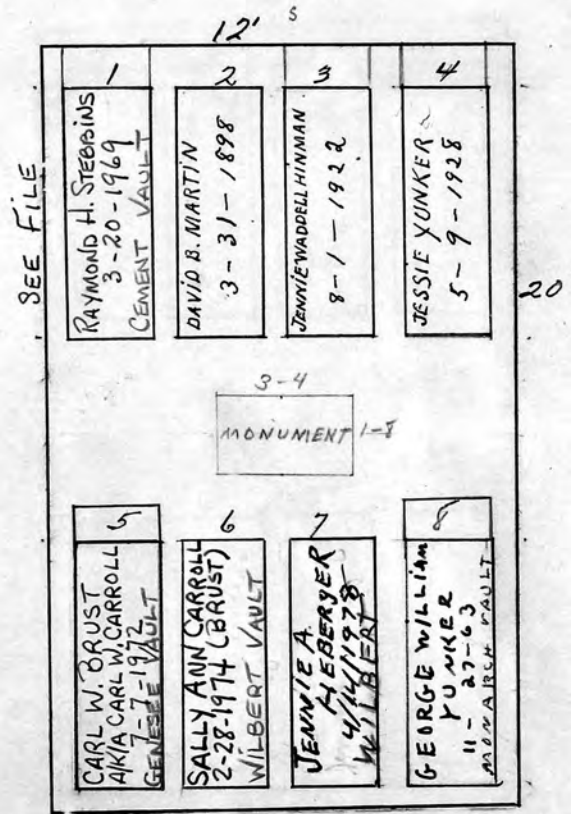 S
12'
SEE FILE
20
1
RAYMOND H. STEBBINS
3-20-1969
CEMENT VAULT
2
DAVID B. MARTIN
3-31-1898
3
JENNIE WADDELL HINMAN
8-1-1922
4
JESSIE YUNKER
5-9-1928
3-4
MONUMENT 1-8
5
CARL W. BRUST
A/K/A CARL W. CARROLL
7-7-1972
GENESEE VAULT
6
SALLY ANN CARROLL
2-28-1974 (BRUST)
WILBERT VAULT
7
JENNIE A.
HEBERGER
4/14/1978
WILBERT
8
GEORGE WILLIAM
YUNKER
11-27-63
MONARCH VAULT